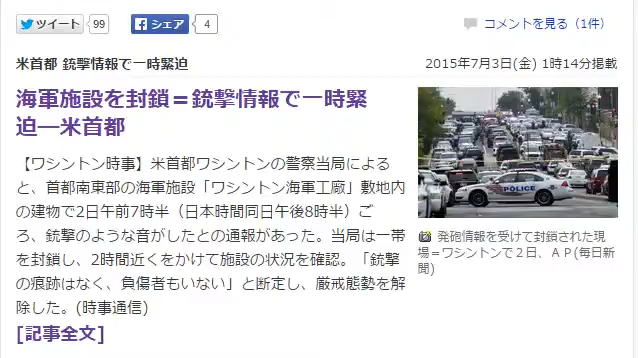 ツイート 99 シェア 4 コメントを見る（1件）
米首都 銃撃情報で一時緊迫 2015年7月3日(金) 1時14分掲載
海軍施設を封鎖＝銃撃情報で一時緊
迫―米首都
【ワシントン時事】米首都ワシントンの警察当局による
と、首都南東部の海軍施設「ワシントン海軍工廠」敷地内
の建物で2日午前7時半（日本時間同日午後8時半）ご
ろ、銃撃のような音がしたとの通報があった。当局は一帯
を封鎖し、2時間近くをかけて施設の状況を確認。「銃撃
の痕跡はなく、負傷者もいない」と断定し、厳戒態勢を解
除した。(時事通信)
[記事全文]
POLICE
発砲情報を受けて封鎖された現
場＝ワシントンで２日、ＡＰ(毎日新
聞)